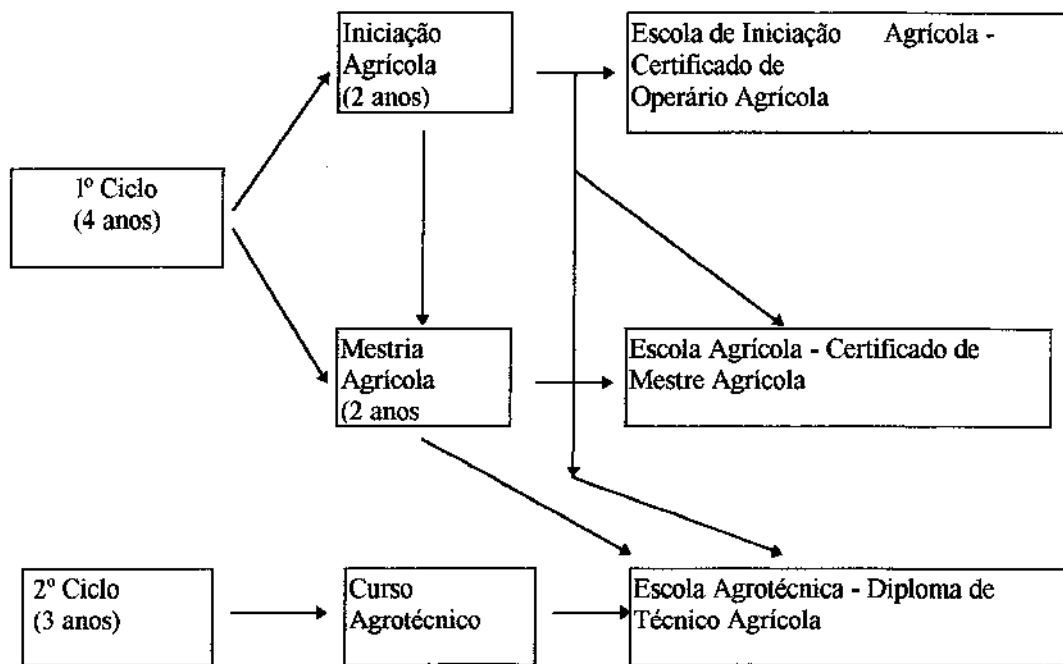 Iniciação
Agrícola
(2 anos)
Escola de Iniciação Agrícola -
Certificado de
Operário Agrícola
1º Ciclo
(4 anos)
Mestria
Agrícola
(2 anos
Escola Agrícola - Certificado de
Mestre Agrícola
2º Ciclo
(3 anos)
Curso
Agrotécnico
Escola Agrotécnica - Diploma de
Técnico Agrícola